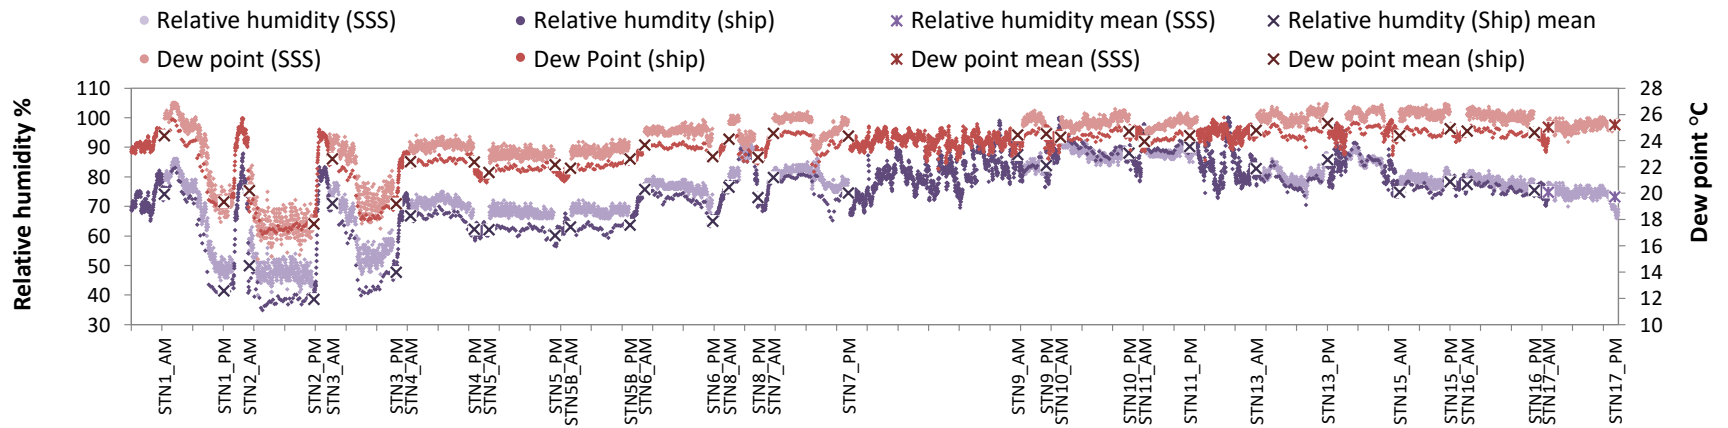 Relative humidity (SSS) Relative humdity (ship) Relative humidity mean (SSS) Relative humdity (Ship) mean
Dew point (SSS) Dew Point (ship) Dew point mean (SSS) Dew point mean (ship)
Relative humidity %
110
100
90
80
70
60
50
40
30
28
26
24
22
20
18
16
14
12
10
Dew point °C
STN1_AM
STN1_PM
STN2_AM
STN2_PM
STN3_AM
STN3_PM
STN4_AM
STN4_PM
STN5_AM
STN5_PM
STN5B_AM
STN5B_PM
STN6_AM
STN6_PM
STN8_AM
STN8_PM
STN7_AM
STN7_PM
STN9_AM
STN9_PM
STN10_AM
STN10_PM
STN11_AM
STN11_PM
STN13_AM
STN13_PM
STN15_AM
STN15_PM
STN16_AM
STN16_PM
STN17_AM
STN17_PM